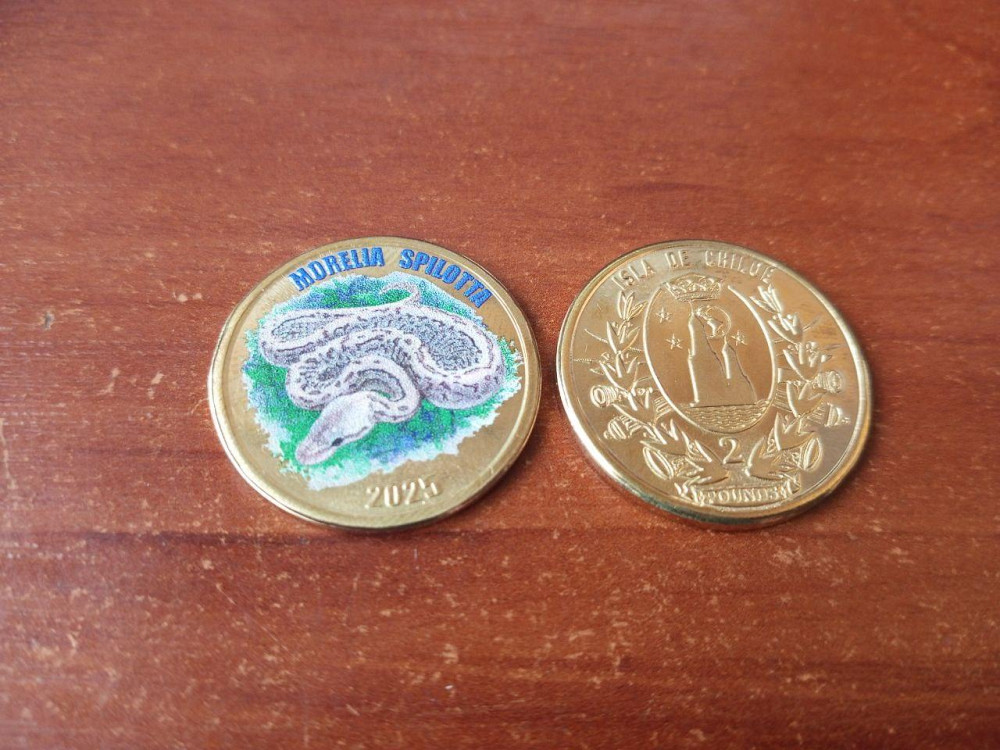 MORELIA SPILOTTA
2025
ISLA DE CHILOE
2
POUNDS